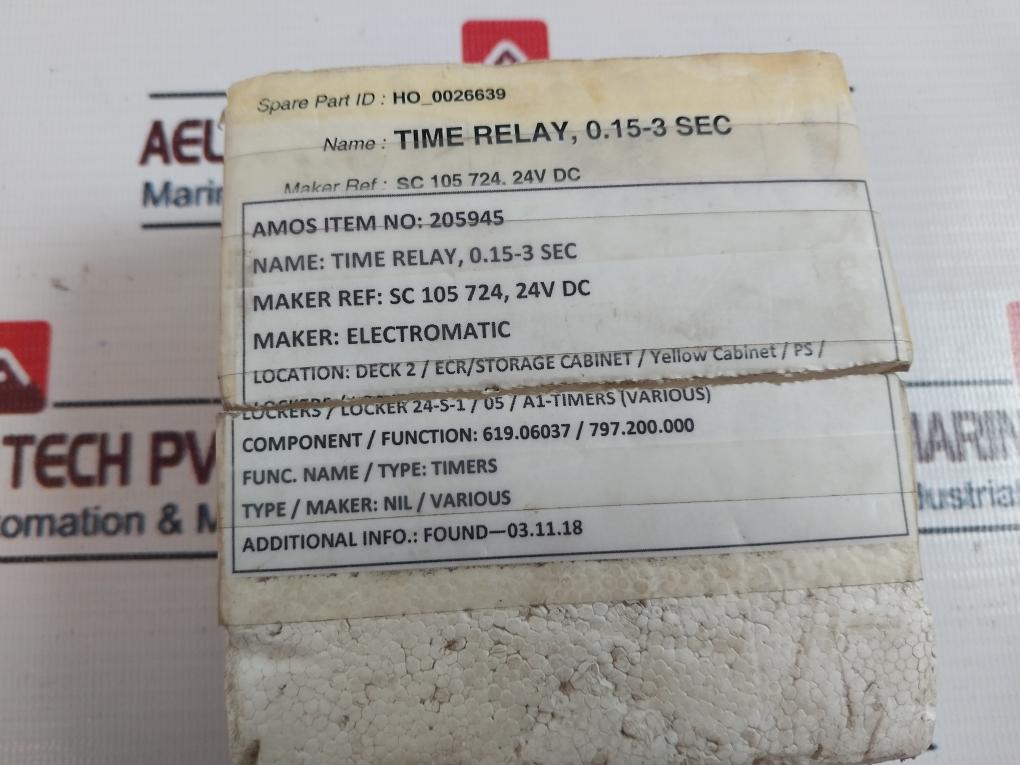 AEL
Marin
Spare Part ID : HO_0026639
Name : TIME RELAY, 0.15-3 SEC
Maker Ref : SC 105 724, 24V DC
AMOS ITEM NO: 205945
NAME: TIME RELAY, 0.15-3 SEC
MAKER REF: SC 105 724, 24V DC
MAKER: ELECTROMATIC
LOCATION: DECK 2 / ECR/STORAGE CABINET / Yellow Cabinet / PS /
LOCKERS / LOCKER 24-S-1 / 05 / A1-TIMERS (VARIOUS)
COMPONENT / FUNCTION: 619.06037 / 797.200.000
FUNC. NAME / TYPE: TIMERS
TYPE / MAKER: NIL / VARIOUS
ADDITIONAL INFO.: FOUND—03.11.18
TECH PV
tomation & M
MARIN
dustrial